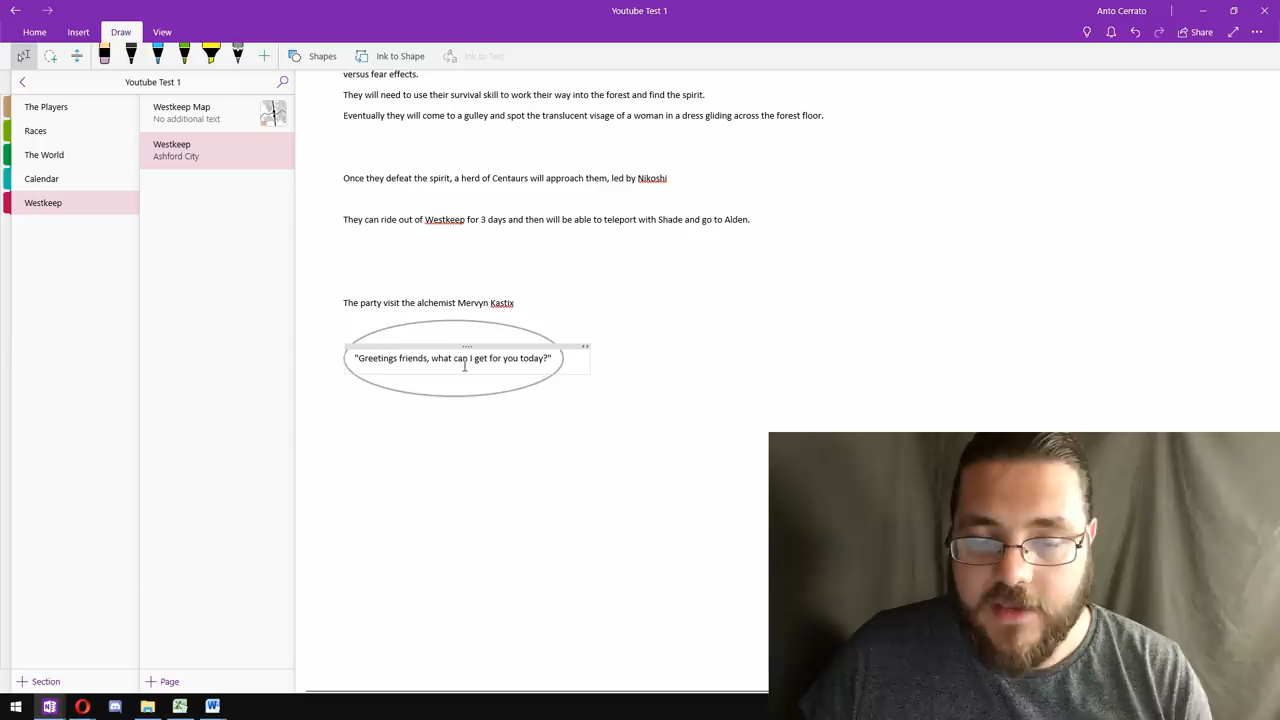 Youtube Test 1
Anto Cerrato
Home
Insert
Draw
View
Share
Shapes
Ink to Shape
Ink to Text
Youtube Test 1
The Players
Races
The World
Calendar
Westkeep
Westkeep Map
No additional text
Westkeep
Ashford City
versus fear effects.
They will need to use their survival skill to work their way into the forest and find the spirit.
Eventually they will come to a gulley and spot the translucent visage of a woman in a dress gliding across the forest floor.
Once they defeat the spirit, a herd of Centaurs will approach them, led by Nikoshi
They can ride out of Westkeep for 3 days and then will be able to teleport with Shade and go to Alden.
The party visit the alchemist Mervyn Kastix
"Greetings friends, what can I get for you today?"
Section
Page